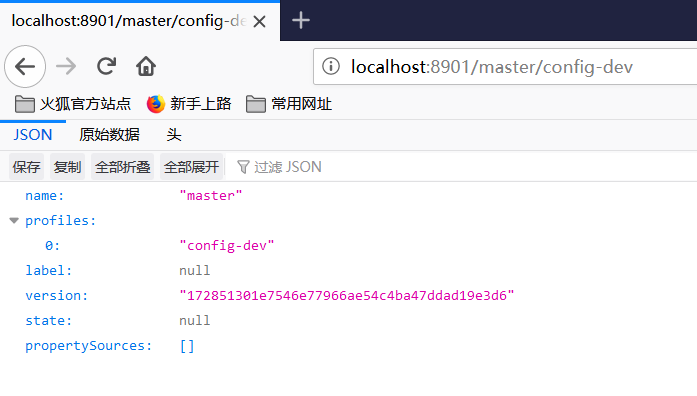 localhost:8901/master/config-de
localhost:8901/master/config-dev
火狐官方站点 新手上路 常用网址
JSON 原始数据 头
保存 复制 全部折叠 全部展开 过滤 JSON
name: "master"
profiles:
0: "config-dev"
label: null
version: "172851301e7546e77966ae54c4ba47ddad19e3d6"
state: null
propertySources: []